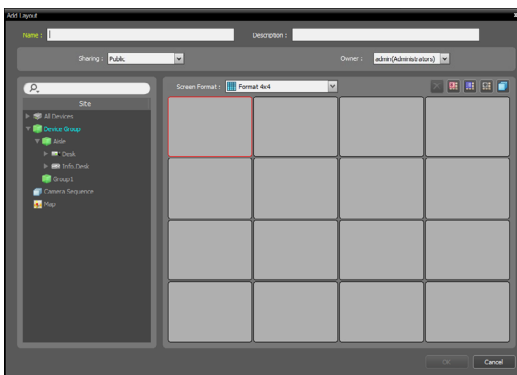 Add Layout
Name :
Description :
Sharing : Public
Owner : admin(Administrators)
Screen Format : Format 4x4
Site
All Devices
Device Group
Aisle
Desk
Info Desk
Group1
Camera Sequence
Map
Ok
Cancel